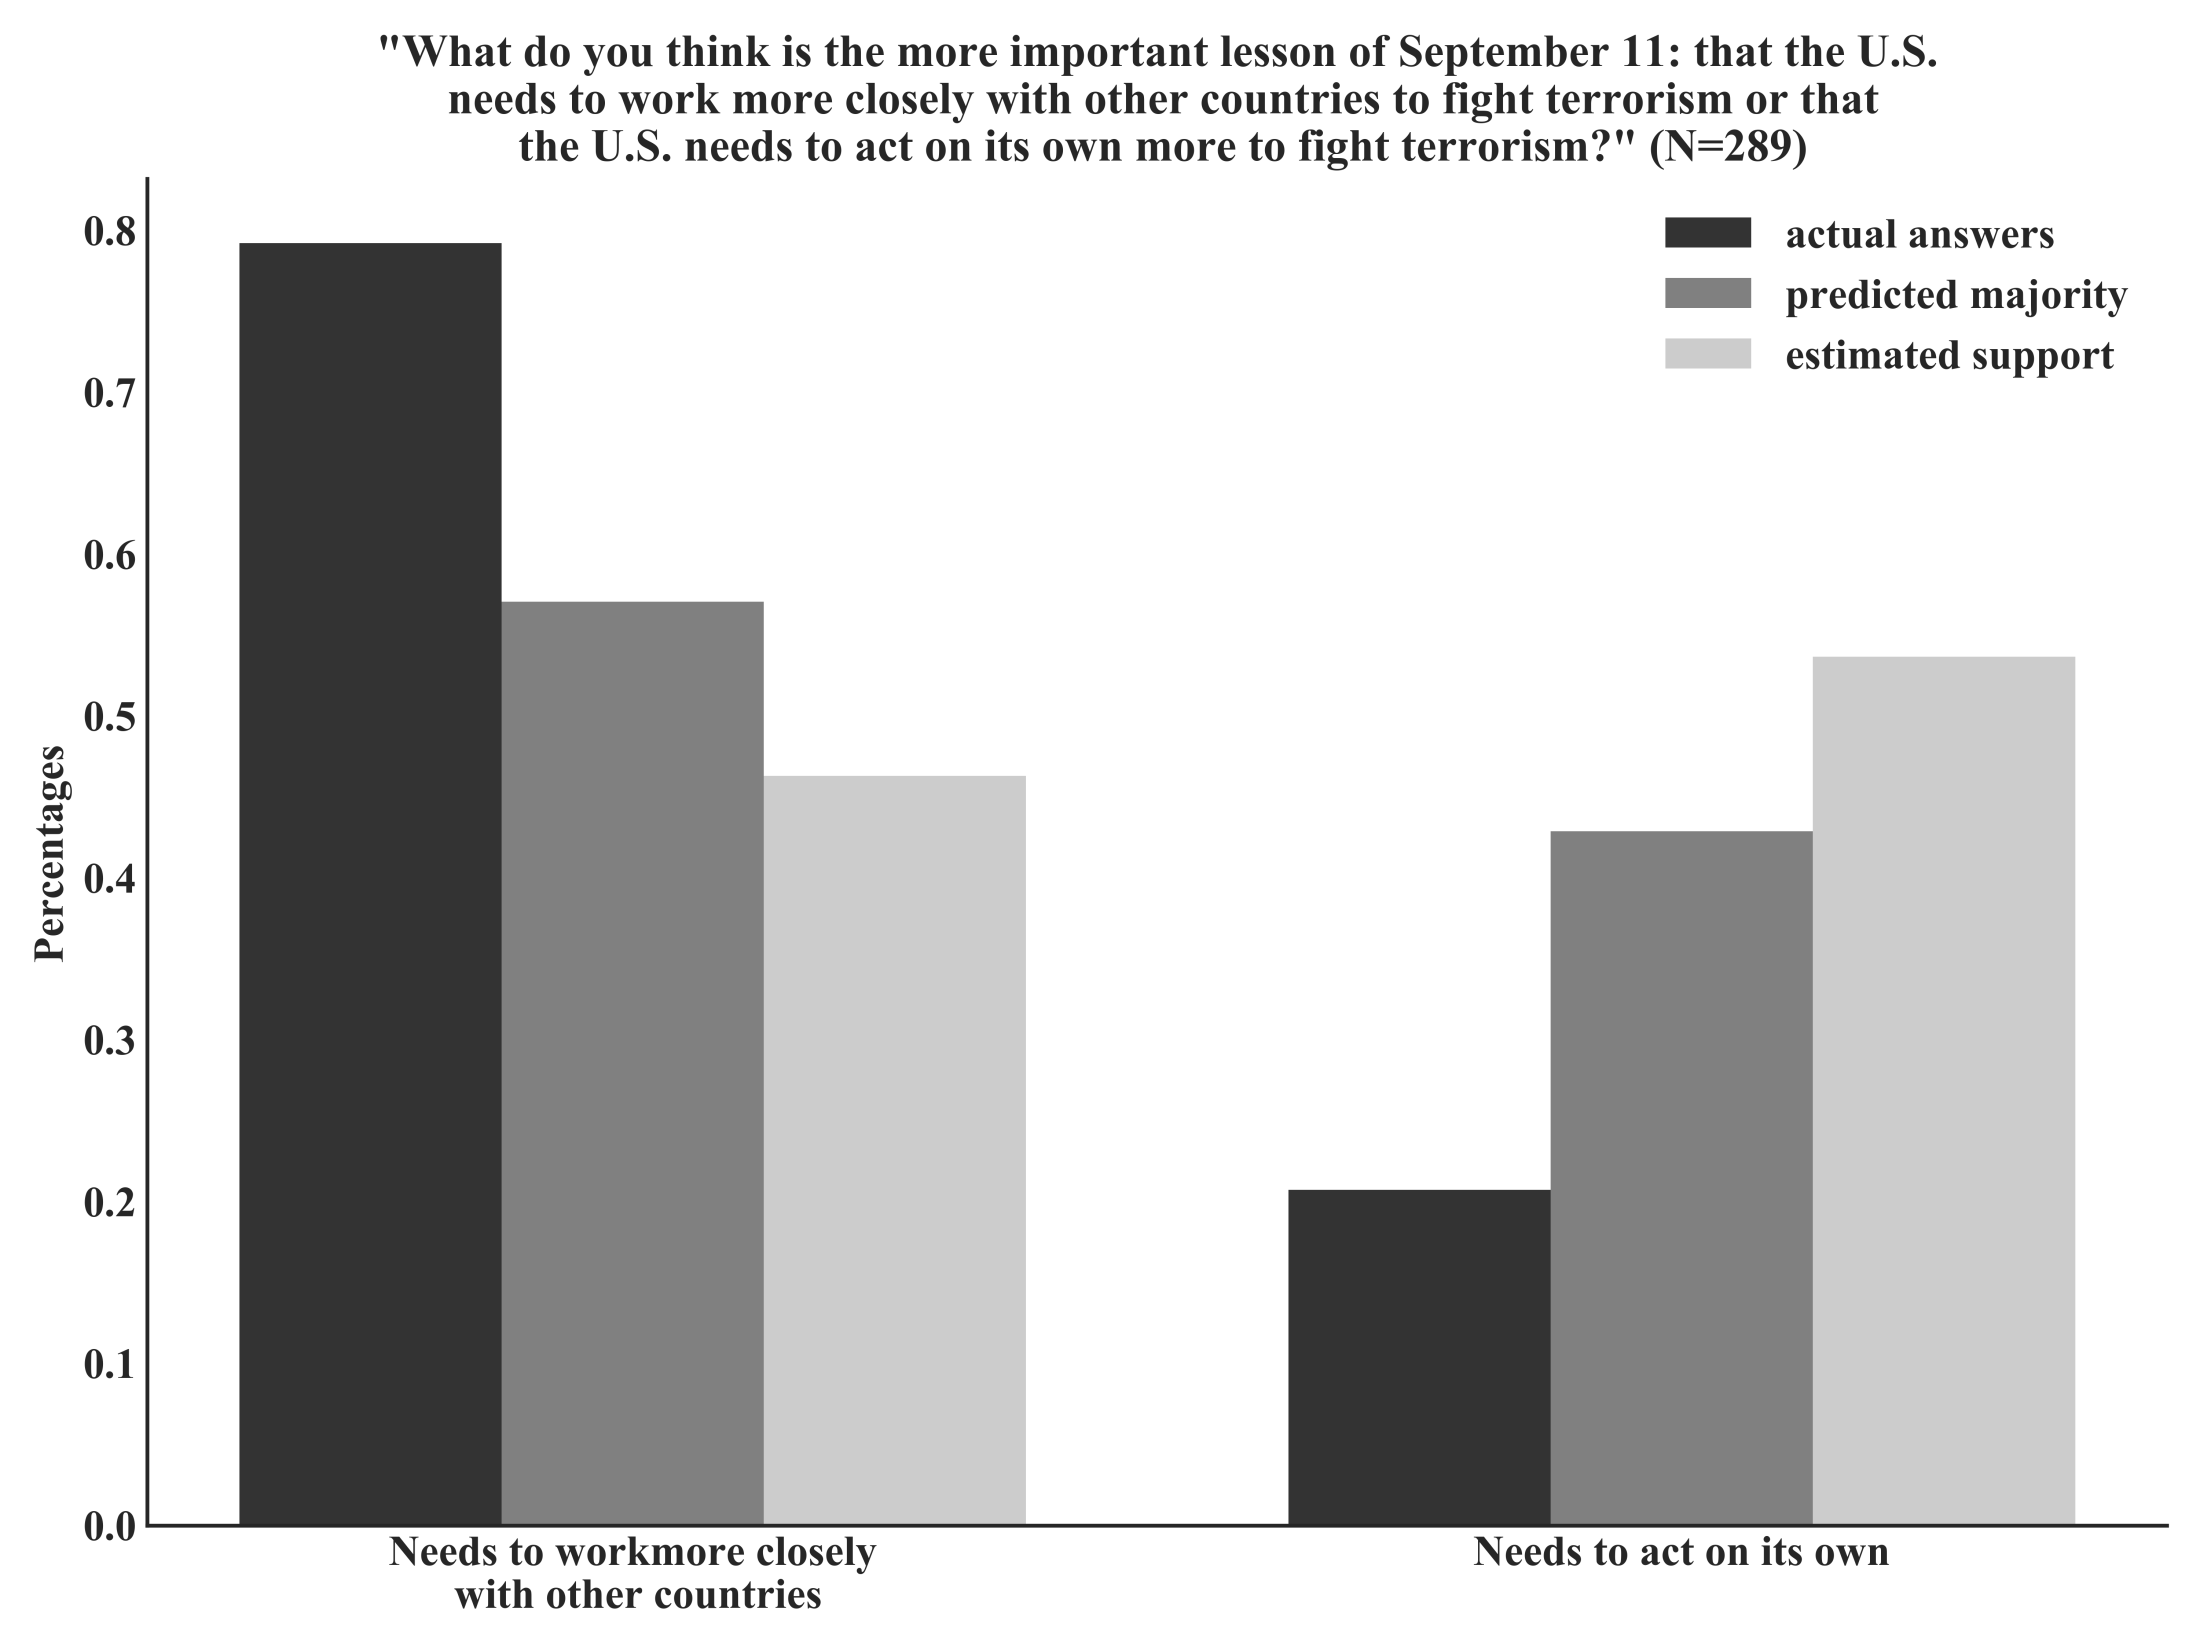 "What do you think is the more important lesson of September 11: that the U.S.
needs to work more closely with other countries to fight terrorism or that
the U.S. needs to act on its own more to fight terrorism?" (N=289)
actual answers
predicted majority
estimated support
Percentages
0.8
0.7
0.6
0.5
0.4
0.3
0.2
0.1
0.0
Needs to workmore closely
with other countries
Needs to act on its own